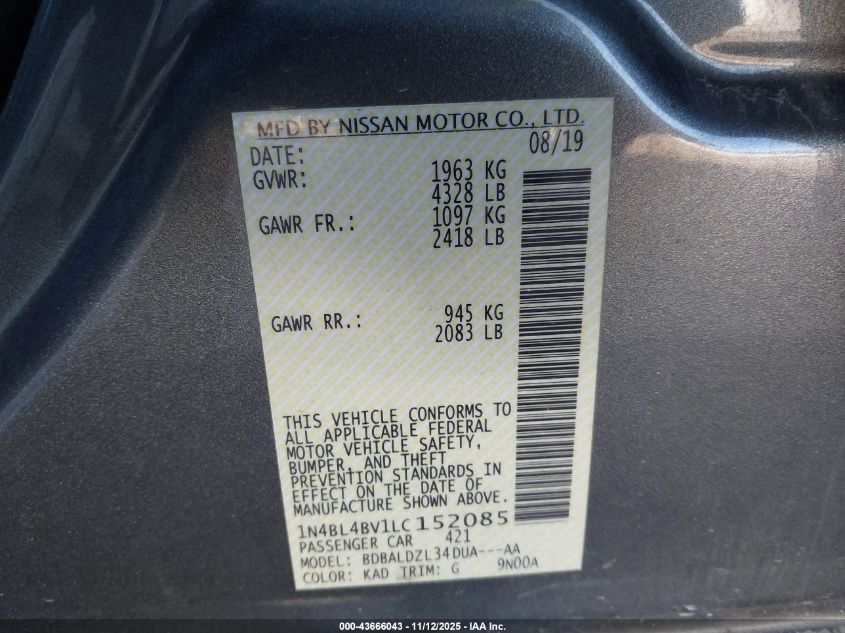 MFD BY NISSAN MOTOR CO., LTD.
DATE: 08/19
GVWR: 1963 KG
4328 LB
GAWR FR.: 1097 KG
2418 LB
GAWR RR.: 945 KG
2083 LB
THIS VEHICLE CONFORMS TO
ALL APPLICABLE FEDERAL
MOTOR VEHICLE SAFETY,
BUMPER, AND THEFT
PREVENTION STANDARDS IN
EFFECT ON THE DATE OF
MANUFACTURE SHOWN ABOVE.
1N4BL4BV1LC152085
PASSENGER CAR 421
MODEL: BDBALDZL34DUA---AA
COLOR: KAD TRIM: G 9N00A
000-43666043 - 11/12/2025 - IAA Inc.